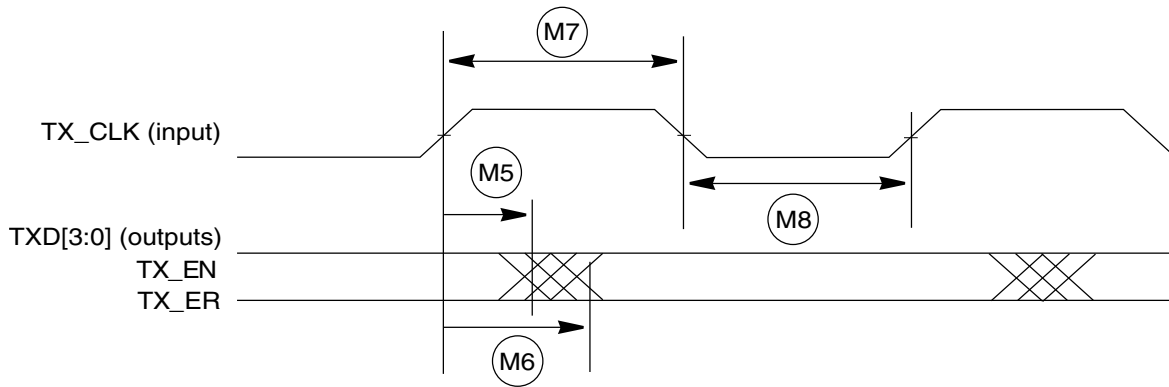 M7
TX_CLK (input)
M5
M8
TXD[3:0] (outputs)
TX_EN
TX_ER
M6